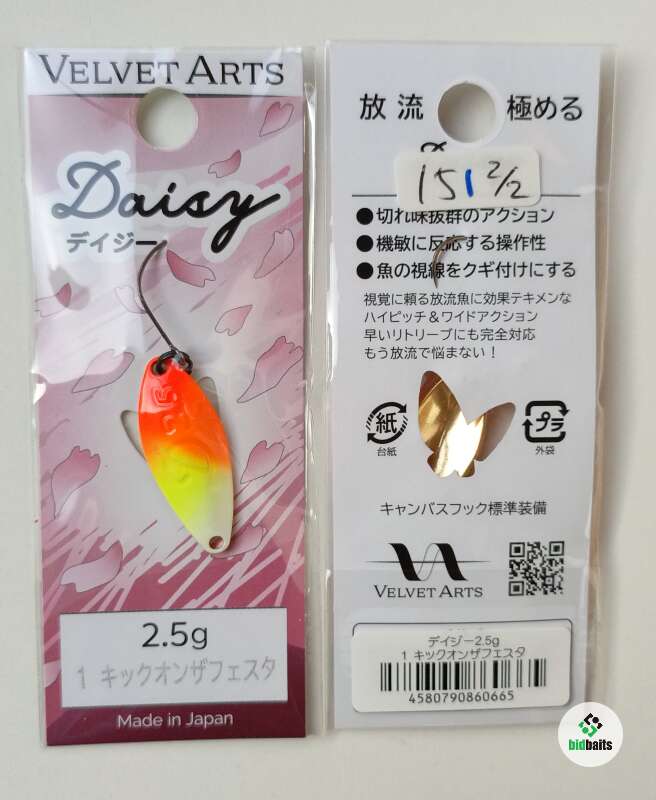 VELVET ARTS
Daisy
デイジー
2.5g
1 キックオンザフェスタ
Made in Japan
放流 極める
151 2/2
●切れ味抜群のアクション
●機敏に反応する操作性
●魚の視線をクギ付けにする
視覚に頼る放流魚に効果テキメンな
ハイピッチ＆ワイドアクション
早いリトリーブにも完全対応
もう放流で悩まない！
紙
台紙
プラ
外袋
キャンバスフック標準装備
VELVET ARTS
デイジー2.5g
1 キックオンザフェスタ
4580790860665
bidbaits